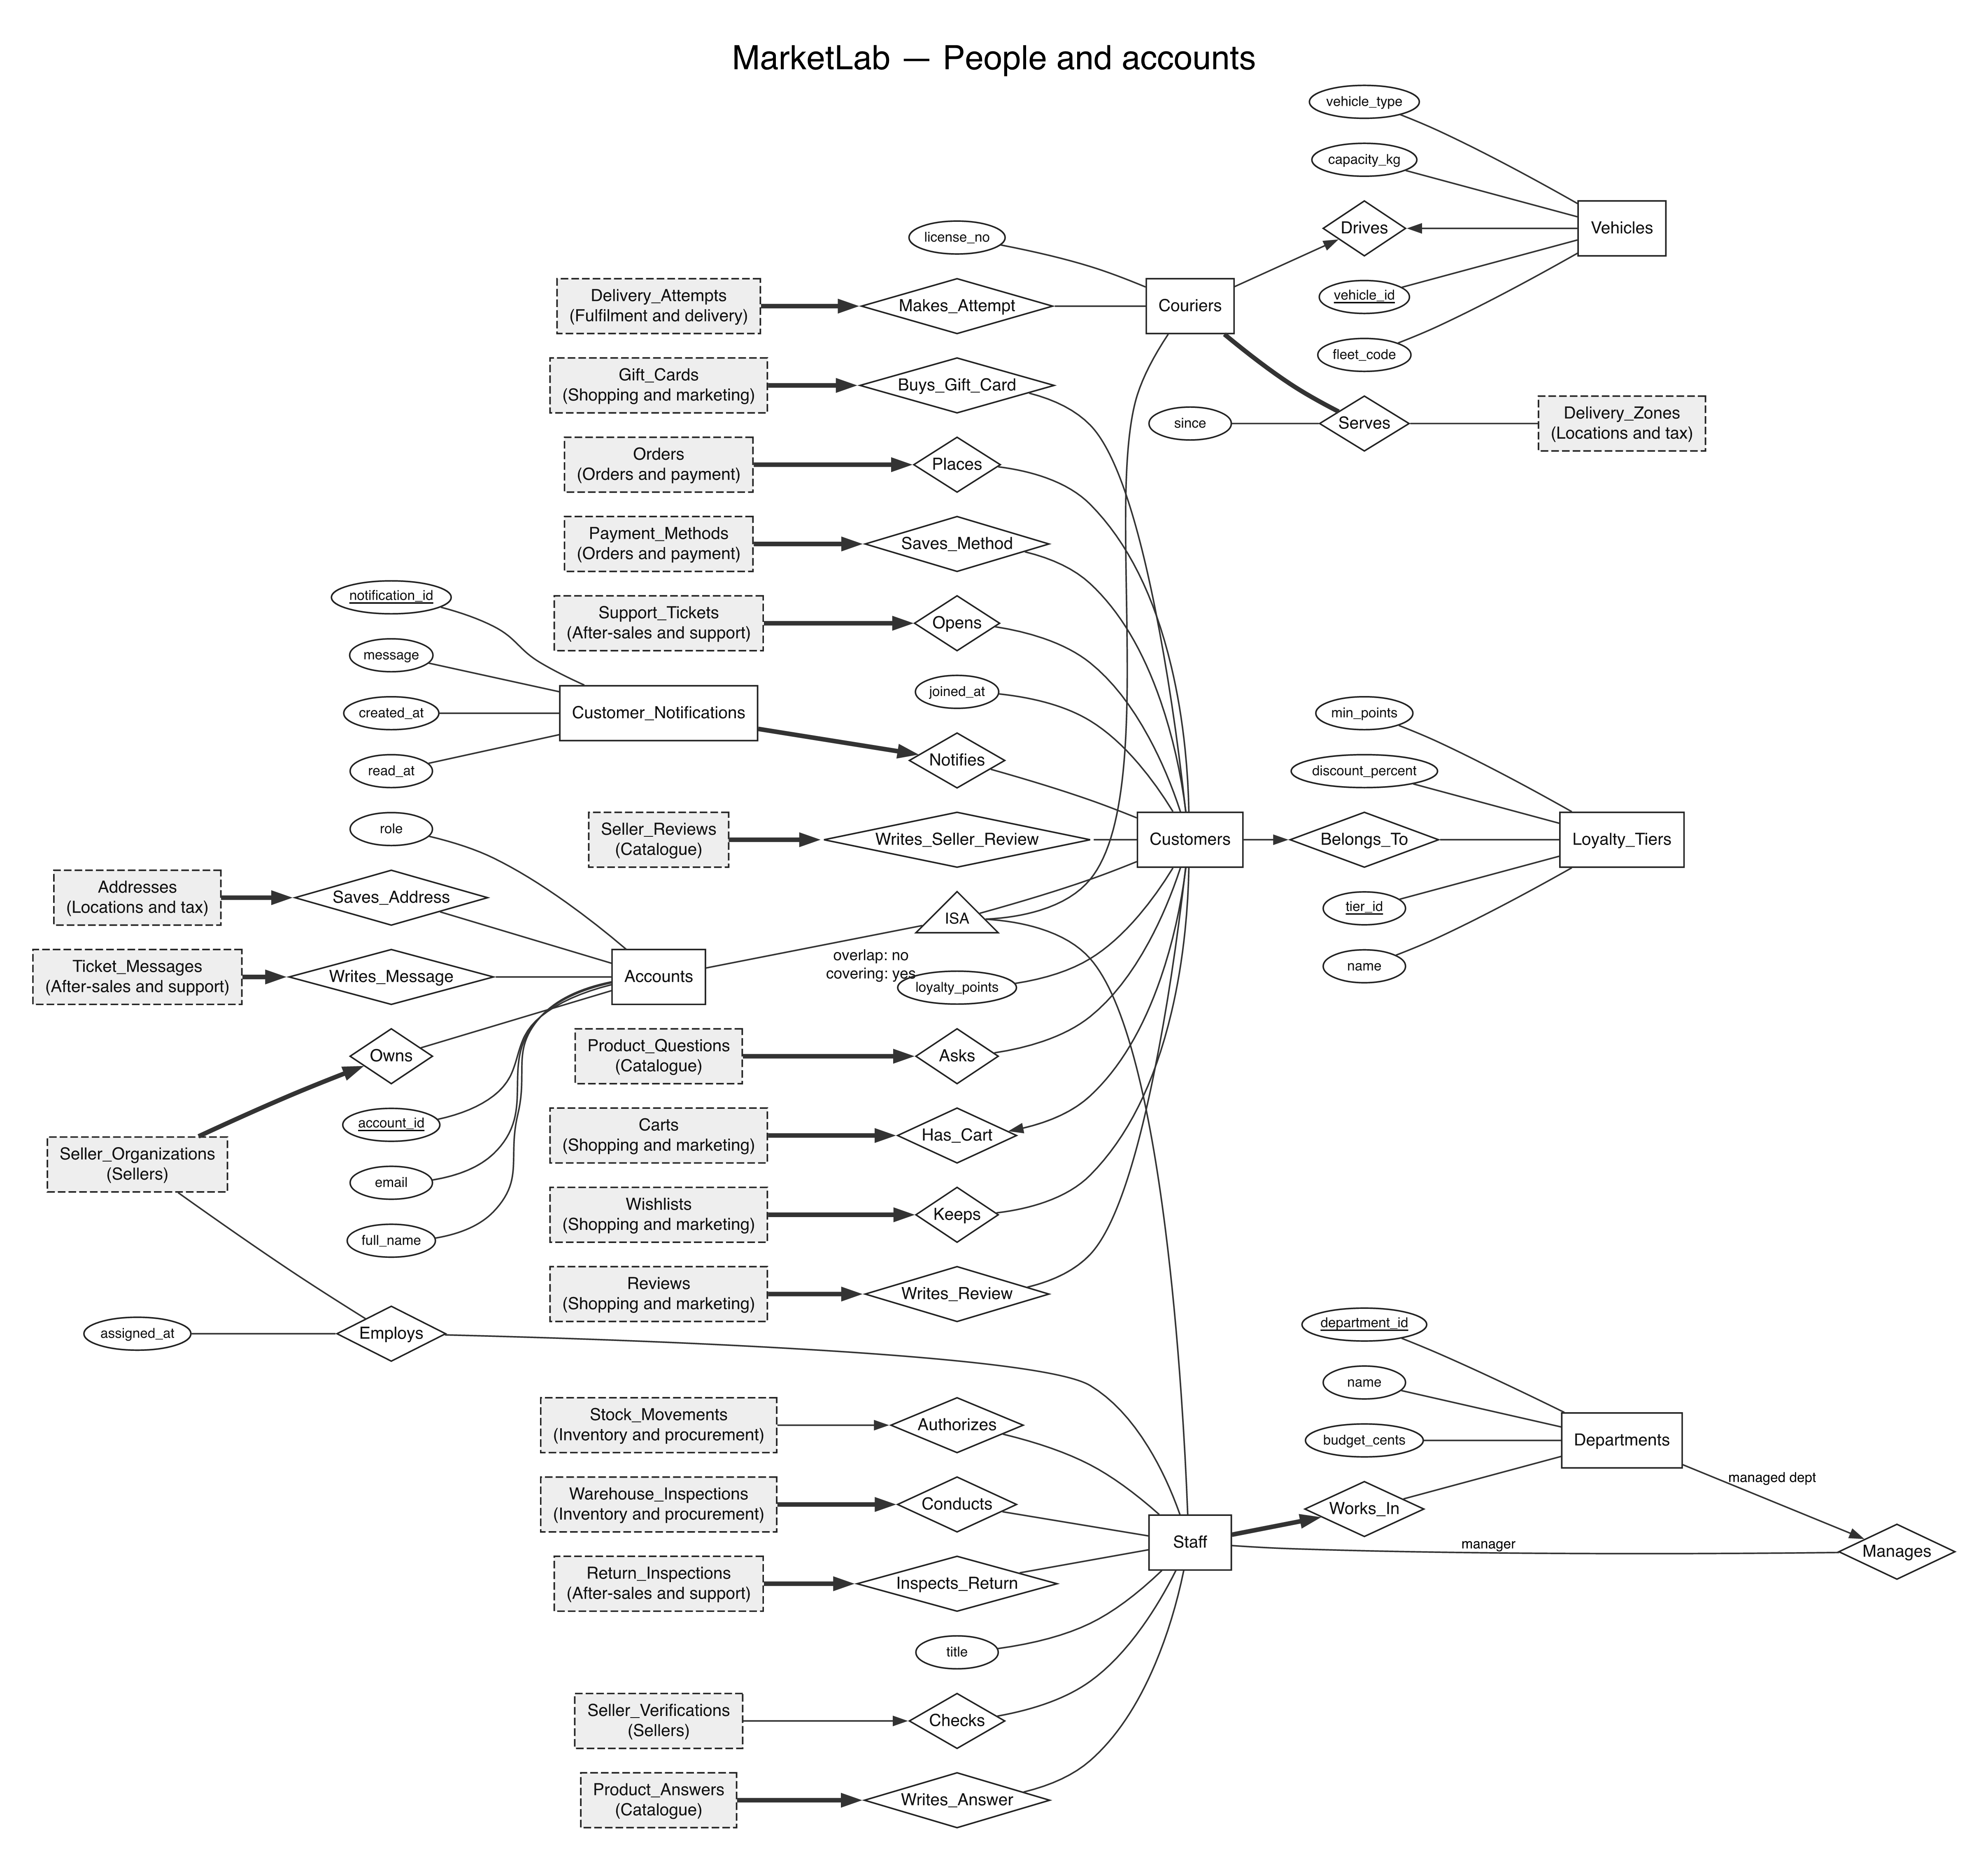 MarketLab — People and accounts
vehicle_type
capacity_kg
Drives
Vehicles
vehicle_id
fleet_code
license_no
Couriers
Delivery_Attempts
(Fulfilment and delivery)
Makes_Attempt
Gift_Cards
(Shopping and marketing)
Buys_Gift_Card
since
Serves
Delivery_Zones
(Locations and tax)
Orders
(Orders and payment)
Places
Payment_Methods
(Orders and payment)
Saves_Method
Support_Tickets
(After-sales and support)
Opens
notification_id
message
created_at
read_at
Customer_Notifications
joined_at
Notifies
Seller_Reviews
(Catalogue)
Writes_Seller_Review
Customers
min_points
discount_percent
Belongs_To
Loyalty_Tiers
tier_id
name
role
Addresses
(Locations and tax)
Saves_Address
Ticket_Messages
(After-sales and support)
Writes_Message
Accounts
ISA
overlap: no
covering: yes
loyalty_points
Owns
account_id
email
full_name
Seller_Organizations
(Sellers)
Product_Questions
(Catalogue)
Asks
Carts
(Shopping and marketing)
Has_Cart
Wishlists
(Shopping and marketing)
Keeps
Reviews
(Shopping and marketing)
Writes_Review
assigned_at
Employs
Stock_Movements
(Inventory and procurement)
Authorizes
Warehouse_Inspections
(Inventory and procurement)
Conducts
Return_Inspections
(After-sales and support)
Inspects_Return
title
Seller_Verifications
(Sellers)
Checks
Product_Answers
(Catalogue)
Writes_Answer
Staff
department_id
name
budget_cents
Works_In
Departments
managed dept
manager
Manages